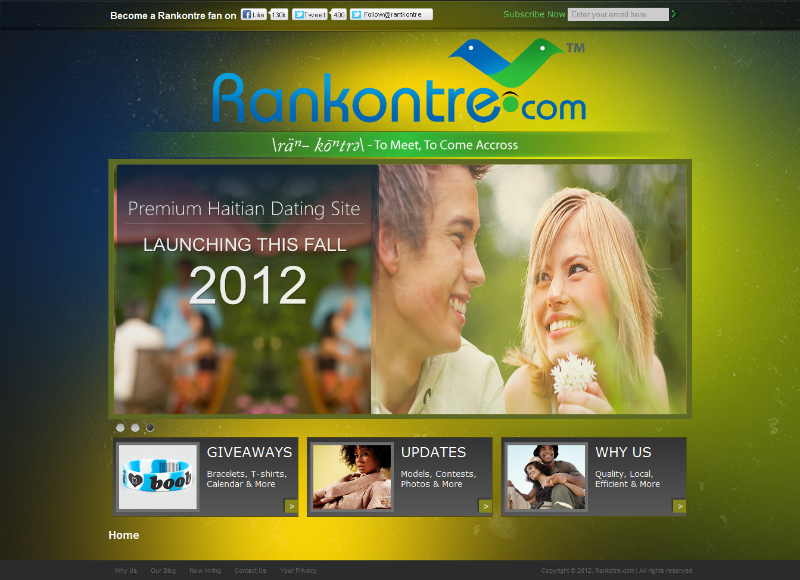 Become a Rankontre fan on Like 130k Tweet 400 Follow@rantkontre Subscribe Now Enter your email here >
Rankontre.com TM
\rän– kōntrə\ - To Meet, To Come Accross
Premium Haitian Dating Site
LAUNCHING THIS FALL
2012
GIVEAWAYS
Bracelets, T-shirts,
Calendar & More
>
boob
UPDATES
Models, Contests,
Photos & More
>
WHY US
Quality, Local,
Efficient & More
>
Home
Why Us Our Blog Now Hiring Contact Us Your Privacy Copyright © 2012, Rankotre.com | All rights reserved